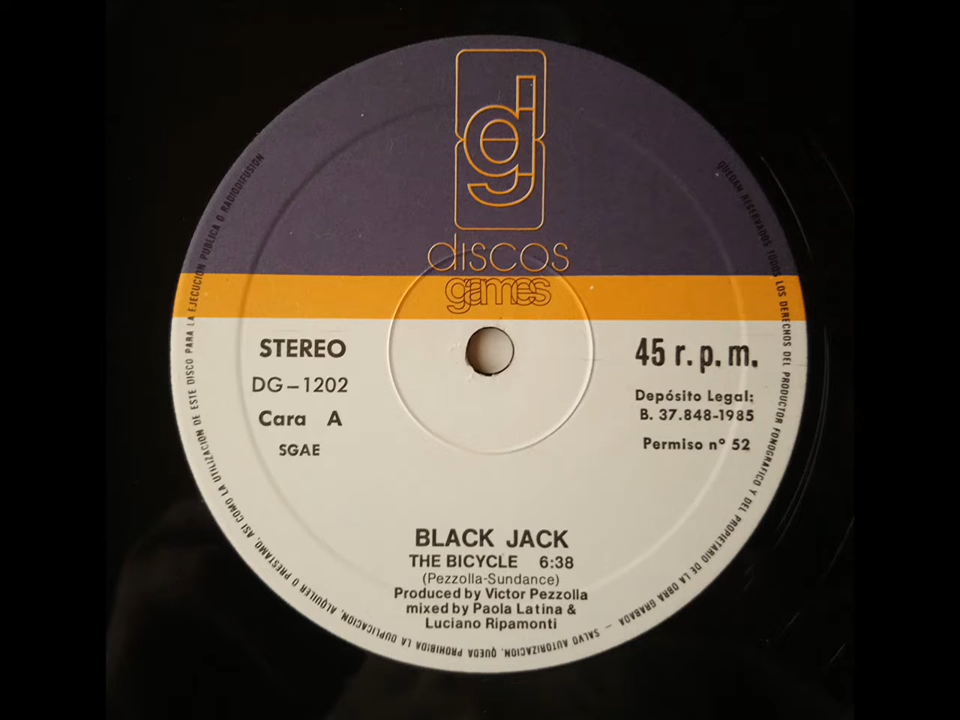 dg
discos
games
STEREO
DG-1202
Cara A
SGAE
45 r.p.m.
Depósito Legal:
B. 37.848-1985
Permiso nº 52
BLACK JACK
THE BICYCLE 6:38
(Pezzolla-Sundance)
Produced by Victor Pezzolla
mixed by Paola Latina &
Luciano Ripamonti
QUEDAN RESERVADOS TODOS LOS DERECHOS DEL PRODUCTOR FONOGRAFICO Y DEL PROPIETARIO DE LA OBRA GRABADA – SALVO AUTORIZACION, QUEDA PROHIBIDA LA DUPLICACION, ALQUILER O PRESTAMO, ASI COMO LA UTILIZACION DE ESTE DISCO PARA LA EJECUCION PUBLICA O RADIODIFUSION